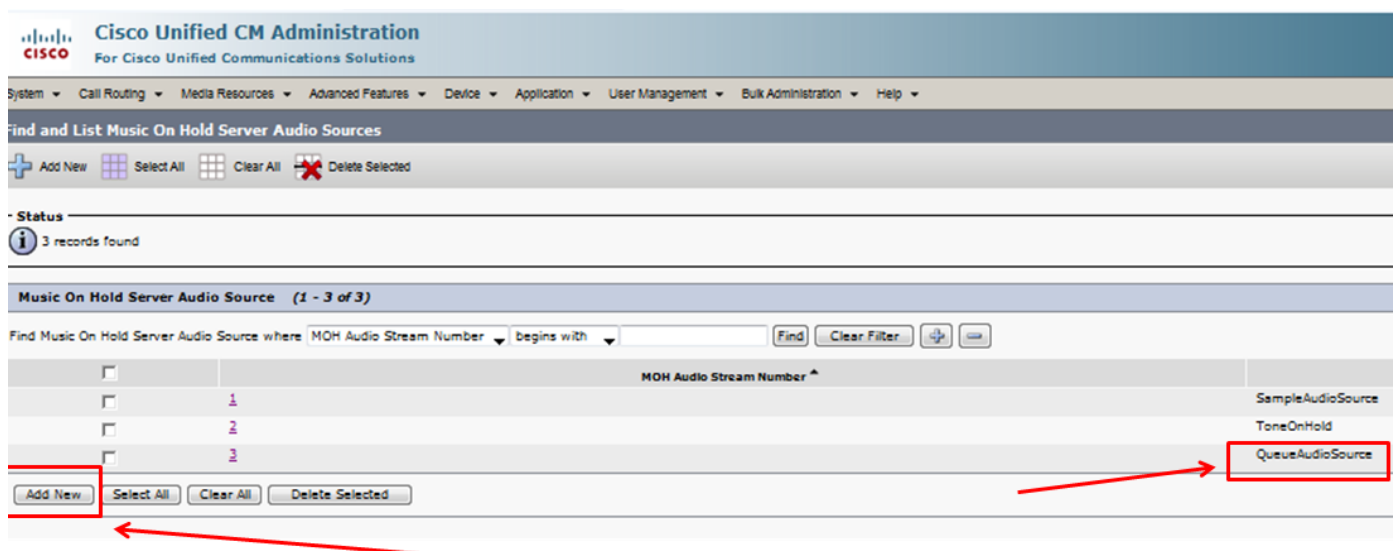 Cisco Unified CM Administration
CISCO For Cisco Unified Communications Solutions
System Call Routing Media Resources Advanced Features Device Application User Management Bulk Administration Help
Find and List Music On Hold Server Audio Sources
Add New Select All Clear All Delete Selected
Status
i 3 records found
Music On Hold Server Audio Source (1 - 3 of 3)
Find Music On Hold Server Audio Source where MOH Audio Stream Number begins with Find Clear Filter
MOH Audio Stream Number
1 SampleAudioSource
2 ToneOnHold
3 QueueAudioSource
Add New Select All Clear All Delete Selected